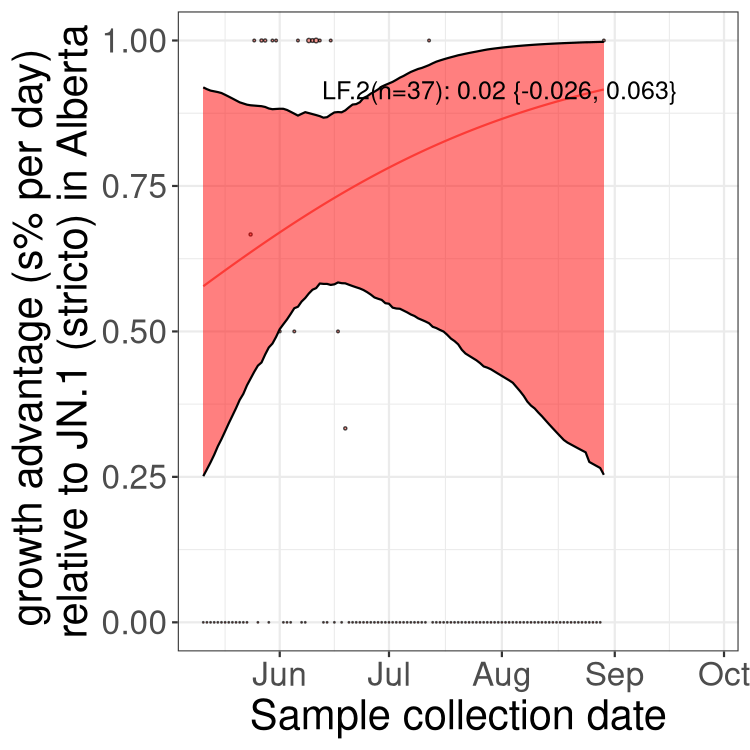 growth advantage (s% per day)
relative to JN.1 (stricto) in Alberta
1.00
0.75
0.50
0.25
0.00
LF.2(n=37): 0.02 {-0.026, 0.063}
Jun Jul Aug Sep Oct
Sample collection date